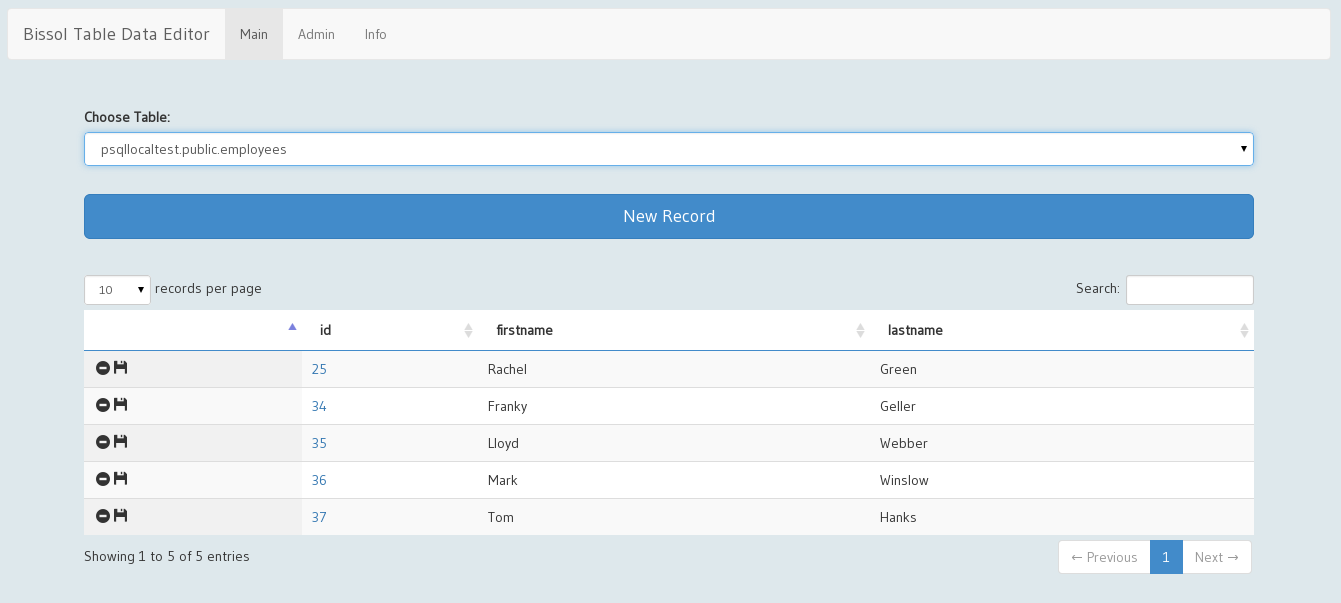 Bissol Table Data Editor Main Admin Info
Choose Table:
psqllocaltest.public.employees
New Record
10 records per page Search:
id firstname lastname
25 Rachel Green
34 Franky Geller
35 Lloyd Webber
36 Mark Winslow
37 Tom Hanks
Showing 1 to 5 of 5 entries ← Previous 1 Next →